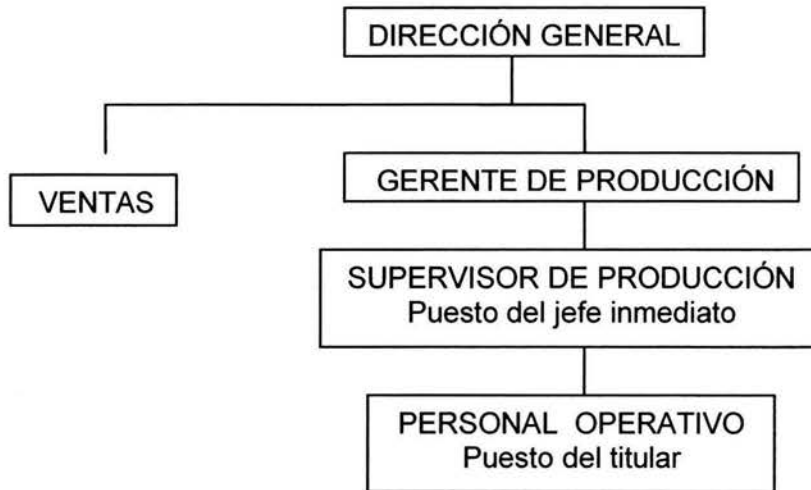 DIRECCIÓN GENERAL
VENTAS
GERENTE DE PRODUCCIÓN
SUPERVISOR DE PRODUCCIÓN
Puesto del jefe inmediato
PERSONAL OPERATIVO
Puesto del titular